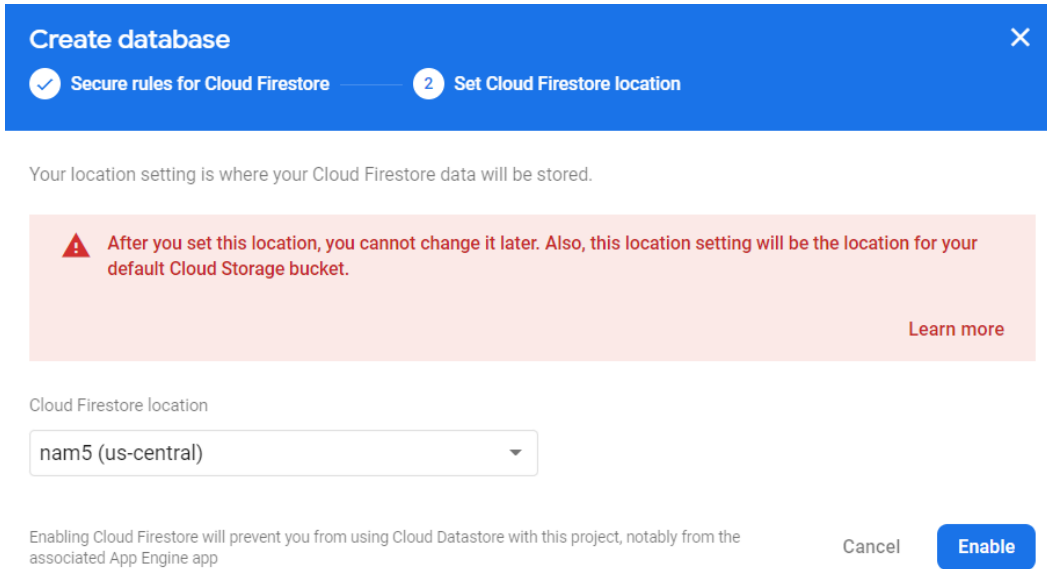 Create database
Secure rules for Cloud Firestore
2 Set Cloud Firestore location
Your location setting is where your Cloud Firestore data will be stored.
After you set this location, you cannot change it later. Also, this location setting will be the location for your
default Cloud Storage bucket.
Learn more
Cloud Firestore location
nam5 (us-central)
Enabling Cloud Firestore will prevent you from using Cloud Datastore with this project, notably from the
associated App Engine app
Cancel
Enable